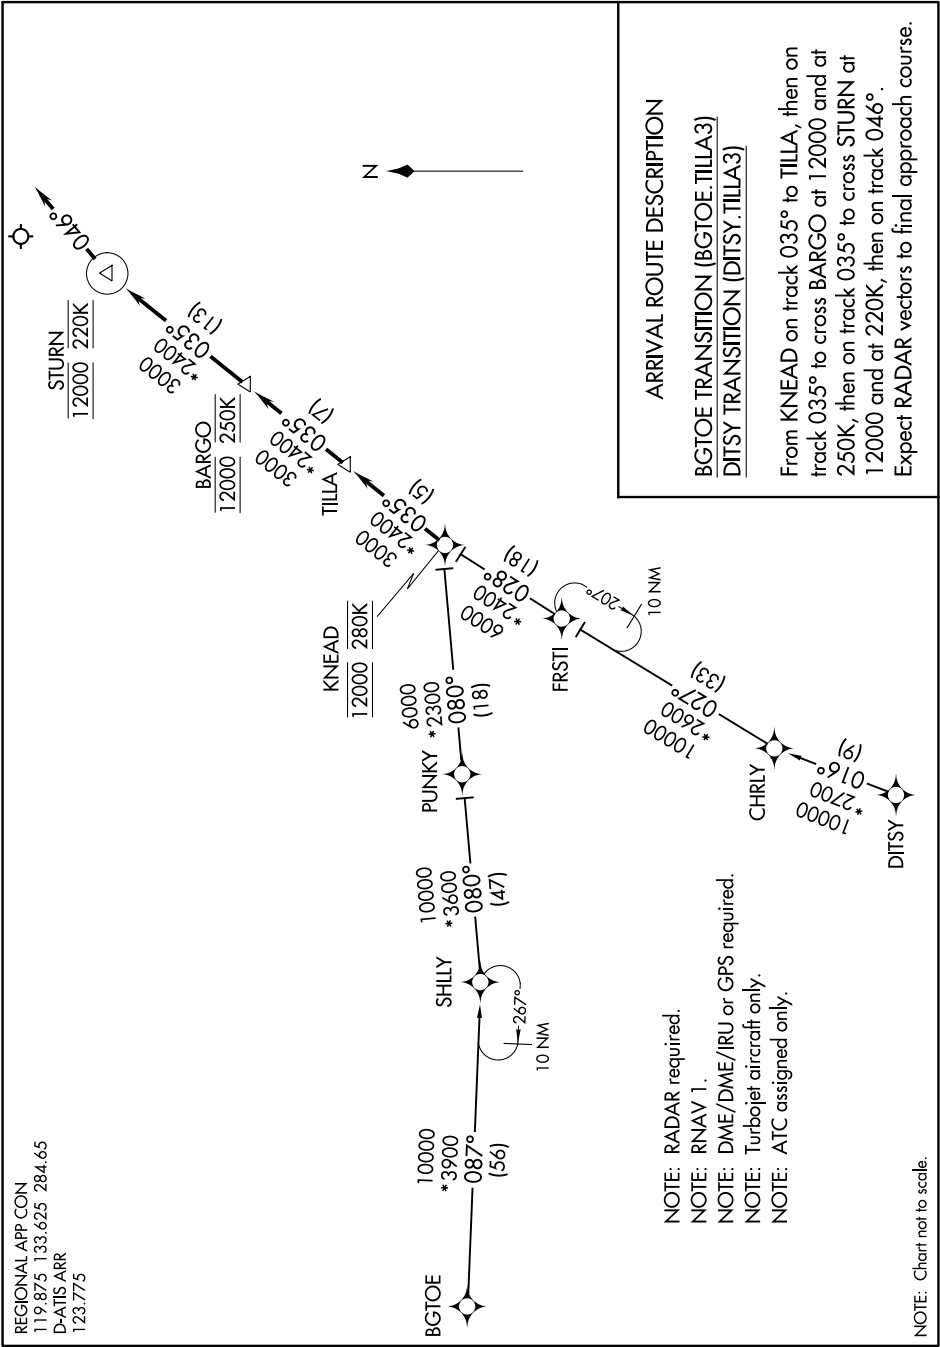 REGIONAL APP CON
119.875 133.625 284.65
D-ATIS ARR
123.775
STURN
12000 220K
046°
3000
*2400
035°
(13)
BARGO
12000 250K
3000
*2400
035°
(7)
TILLA
3000
*2400
035°
(5)
N
KNEAD
12000 280K
BGTOE
10000
*3900
087°
(56)
SHLLY
267°
10 NM
10000
*3600
080°
(47)
PUNKY
6000
*2300
080°
(18)
6000
*2400
028°
(18)
FRSTI
207°
10 NM
10000
*2600
027°
(33)
CHRLY
10000
*2700
016°
(9)
DITSY
NOTE: RADAR required.
NOTE: RNAV 1.
NOTE: DME/DME/IRU or GPS required.
NOTE: Turbojet aircraft only.
NOTE: ATC assigned only.
ARRIVAL ROUTE DESCRIPTION
BGTOE TRANSITION (BGTOE.TILLA3)
DITSY TRANSITION (DITSY.TILLA3)
From KNEAD on track 035° to TILLA, then on
track 035° to cross BARGO at 12000 and at
250K, then on track 035° to cross STURN at
12000 and at 220K, then on track 046°.
Expect RADAR vectors to final approach course.
NOTE: Chart not to scale.